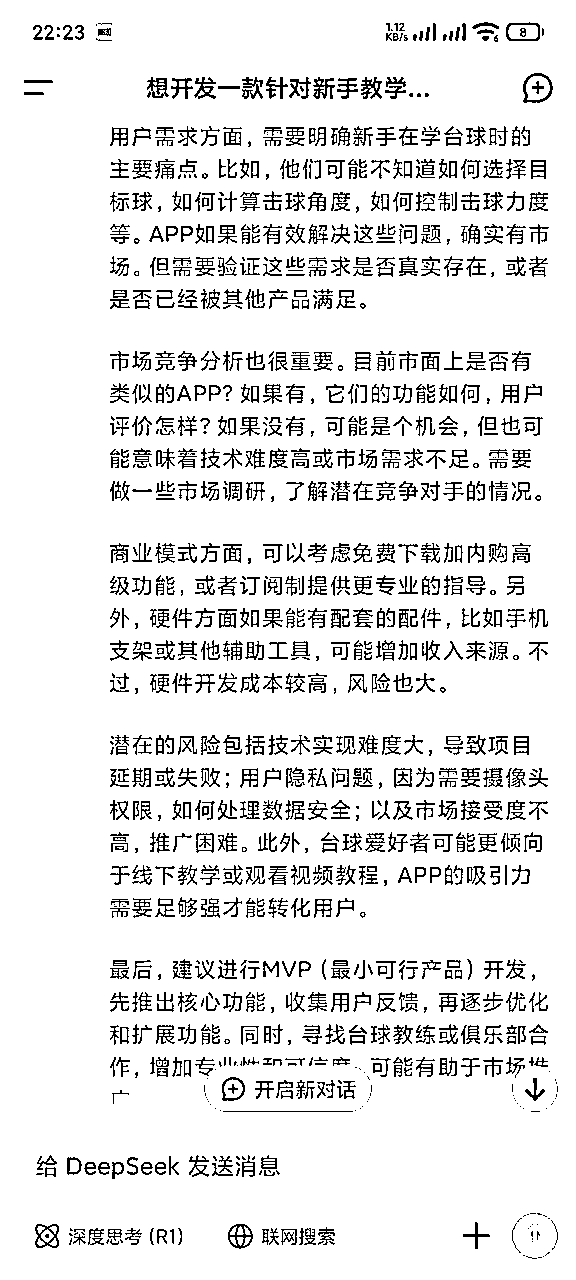 22:23
1.12
KB/s
6
8
想开发一款针对新手教学...
用户需求方面，需要明确新手在学台球时的
主要痛点。比如，他们可能不知道如何选择目
标球，如何计算击球角度，如何控制击球力度
等。APP如果能有效解决这些问题，确实有市
场。但需要验证这些需求是否真实存在，或者
是否已经被其他产品满足。
市场竞争分析也很重要。目前市面上是否有
类似的APP？如果有，它们的功能如何，用户
评价怎样？如果没有，可能是个机会，但也可
能意味着技术难度高或市场需求不足。需要
做一些市场调研，了解潜在竞争对手的情况。
商业模式方面，可以考虑免费下载加内购高
级功能，或者订阅制提供更专业的指导。另
外，硬件方面如果能有配套的配件，比如手机
支架或其他辅助工具，可能增加收入来源。不
过，硬件开发成本较高，风险也大。
潜在的风险包括技术实现难度大，导致项目
延期或失败；用户隐私问题，因为需要摄像头
权限，如何处理数据安全；以及市场接受度不
高，推广困难。此外，台球爱好者可能更倾向
于线下教学或观看视频教程，APP的吸引力
需要足够强才能转化用户。
最后，建议进行MVP（最小可行产品）开发，
先推出核心功能，收集用户反馈，再逐步优化
和扩展功能。同时，寻找台球教练或俱乐部合
作，增加专业性和可信度，可能有助于市场推
开启新对话
给 DeepSeek 发送消息
深度思考 (R1)
联网搜索